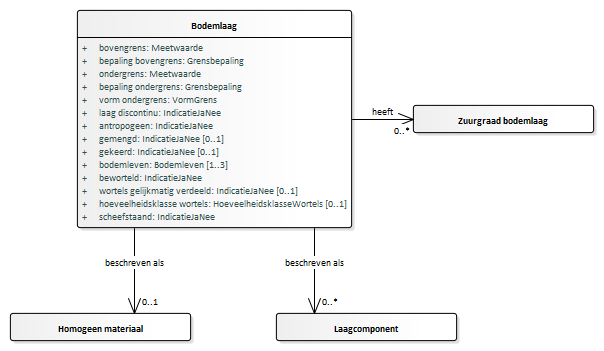 Bodemlaag
+ bovengrens: Meetwaarde
+ bepaling bovengrens: Grensbepaling
+ ondergrens: Meetwaarde
+ bepaling ondergrens: Grensbepaling
+ vorm ondergrens: VormGrens
+ laag discontinu: IndicatieJaNee
+ antropogeen: IndicatieJaNee
+ gemengd: IndicatieJaNee [0..1]
+ gekeerd: IndicatieJaNee [0..1]
+ bodemleven: Bodemleven [1..3]
+ beworteld: IndicatieJaNee
+ wortels gelijkmatig verdeeld: IndicatieJaNee [0..1]
+ hoeveelheidsklasse wortels: HoeveelheidsklasseWortels [0..1]
+ scheefstaand: IndicatieJaNee
heeft
0..*
Zuurgraad bodemlaag
beschreven als
0..1
Homogeen materiaal
beschreven als
0..*
Laagcomponent